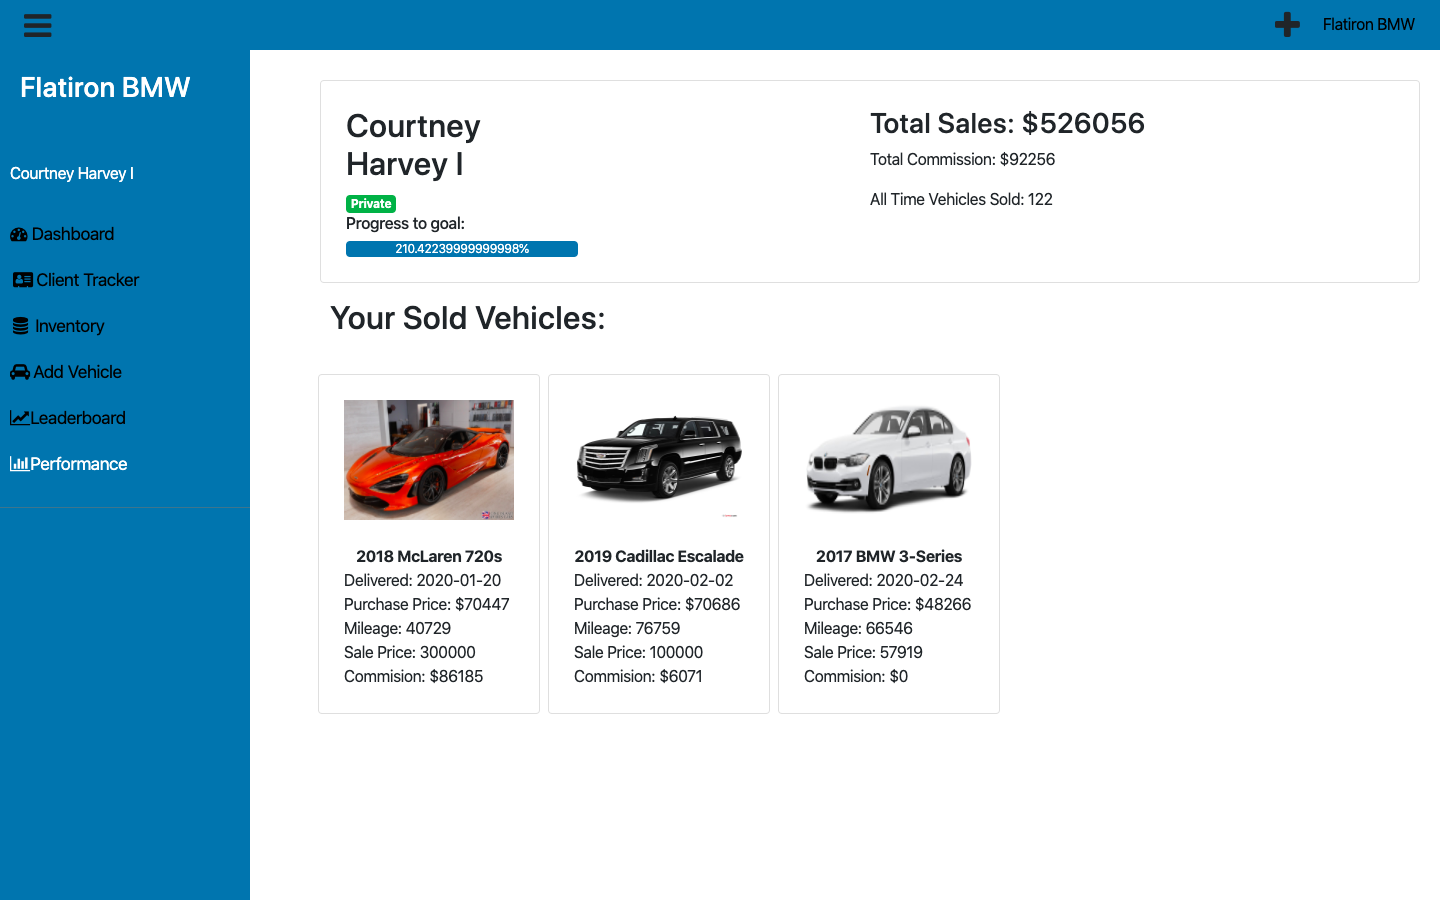 Flatiron BMW
Flatiron BMW
Courtney Harvey I
Dashboard
Client Tracker
Inventory
Add Vehicle
Leaderboard
Performance
Courtney
Harvey I
Private
Progress to goal:
210.42239999999998%
Total Sales: $526056
Total Commission: $92256
All Time Vehicles Sold: 122
Your Sold Vehicles:
2018 McLaren 720s
Delivered: 2020-01-20
Purchase Price: $70447
Mileage: 40729
Sale Price: 300000
Commision: $86185
2019 Cadillac Escalade
Delivered: 2020-02-02
Purchase Price: $70686
Mileage: 76759
Sale Price: 100000
Commision: $6071
2017 BMW 3-Series
Delivered: 2020-02-24
Purchase Price: $48266
Mileage: 66546
Sale Price: 57919
Commision: $0